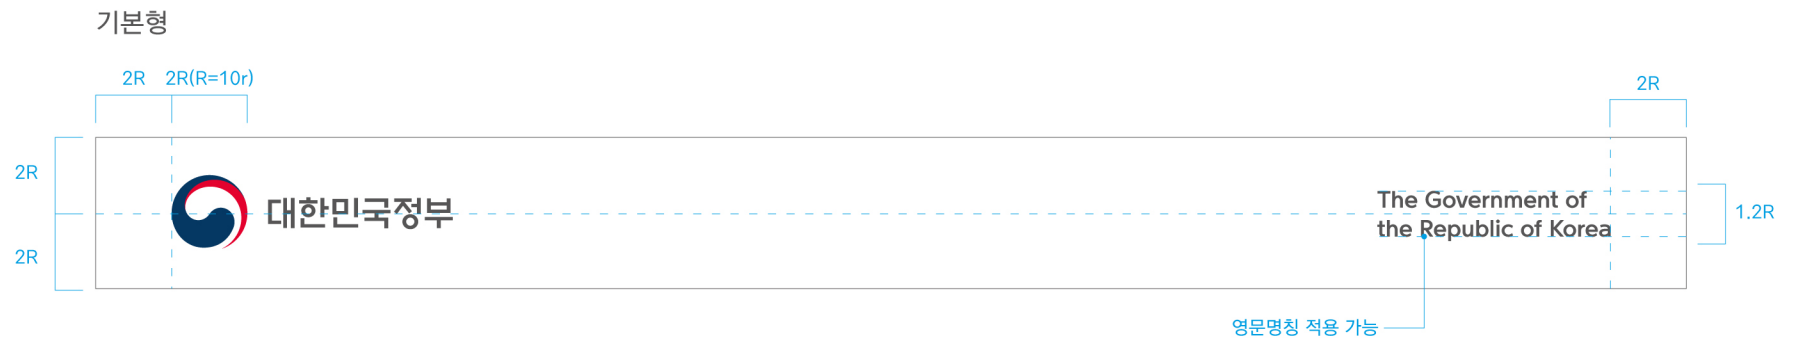 기본형
2R
2R(R=10r)
2R
2R
대한민국정부
The Government of
the Republic of Korea
1.2R
2R
영문명칭 적용 가능